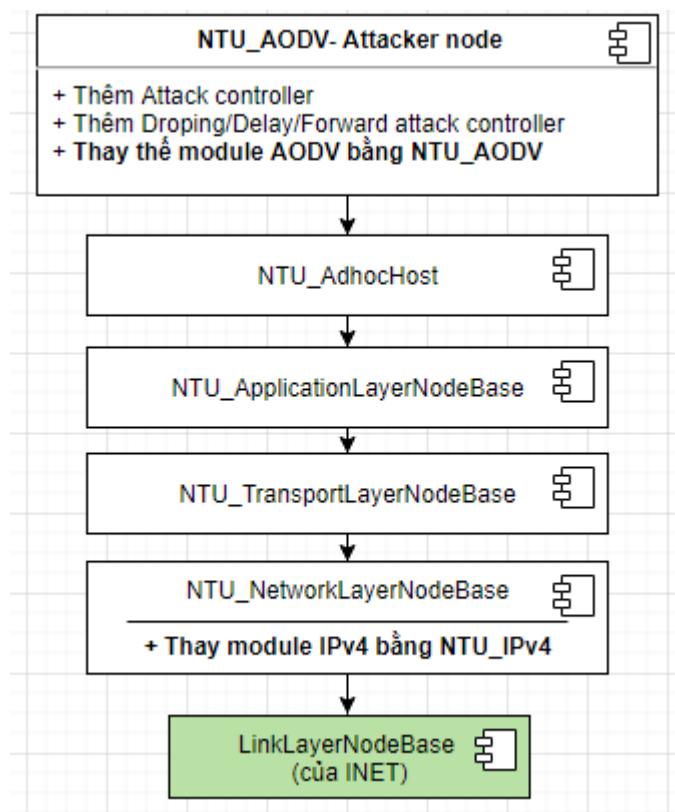 NTU_AODV- Attacker node
+ Thêm Attack controller
+ Thêm Droping/Delay/Forward attack controller
+ Thay thế module AODV bằng NTU_AODV
NTU_AdhocHost
NTU_ApplicationLayerNodeBase
NTU_TransportLayerNodeBase
NTU_NetworkLayerNodeBase
+ Thay module IPv4 bằng NTU_IPv4
LinkLayerNodeBase
(của INET)